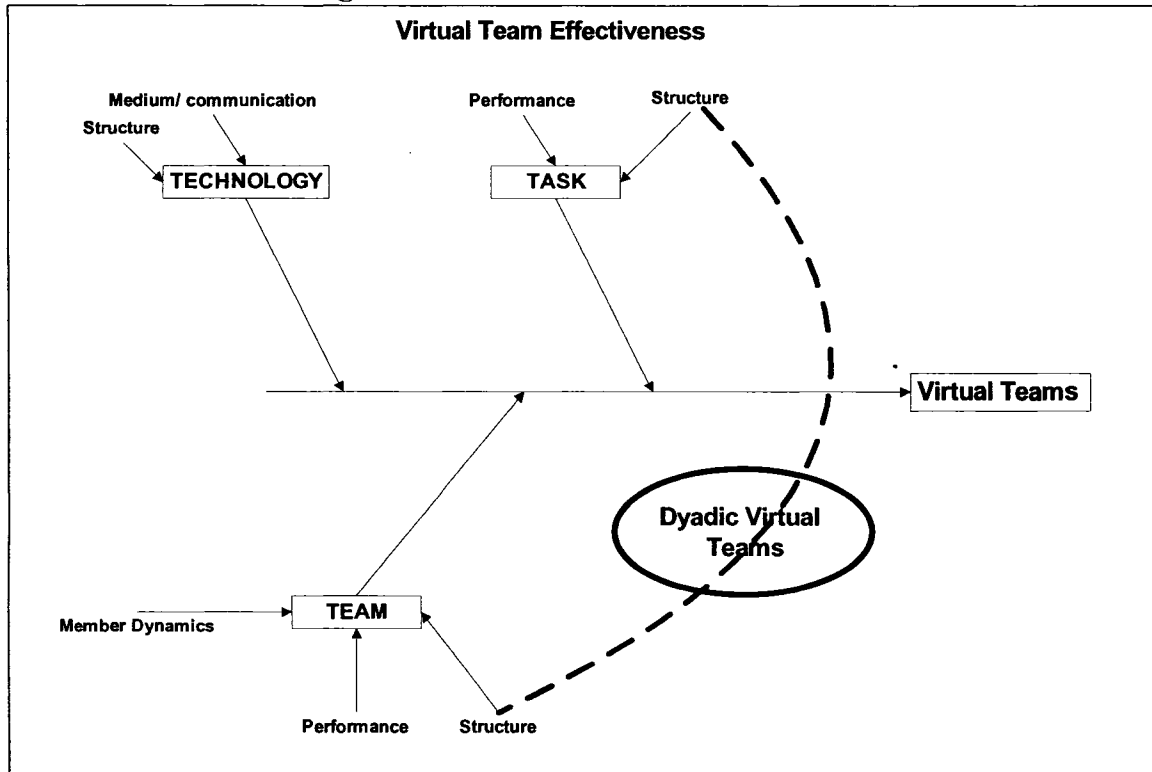 Virtual Team Effectiveness
Medium/ communication
Performance
Structure
Structure
TECHNOLOGY
TASK
Virtual Teams
Dyadic Virtual
Teams
TEAM
Member Dynamics
Performance
Structure